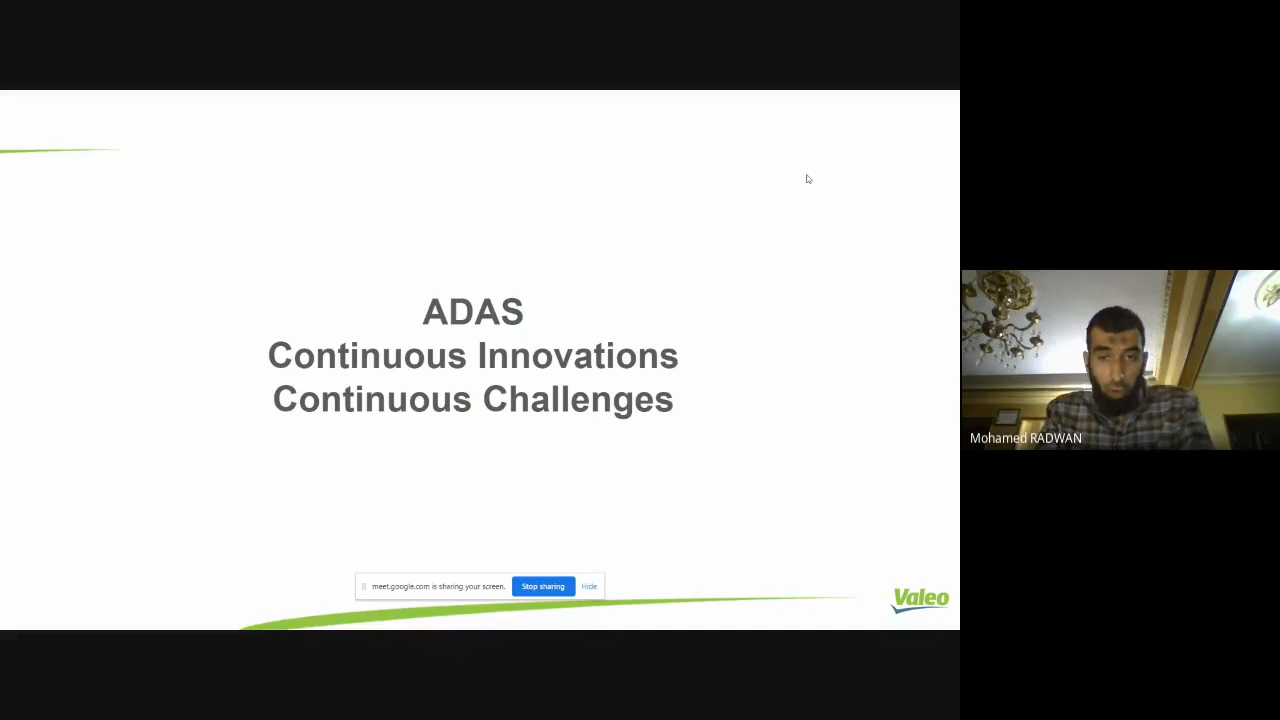 ADAS
Continuous Innovations
Continuous Challenges
Mohamed RADWAN
meet.google.com is sharing your screen. Stop sharing Hide
Valeo